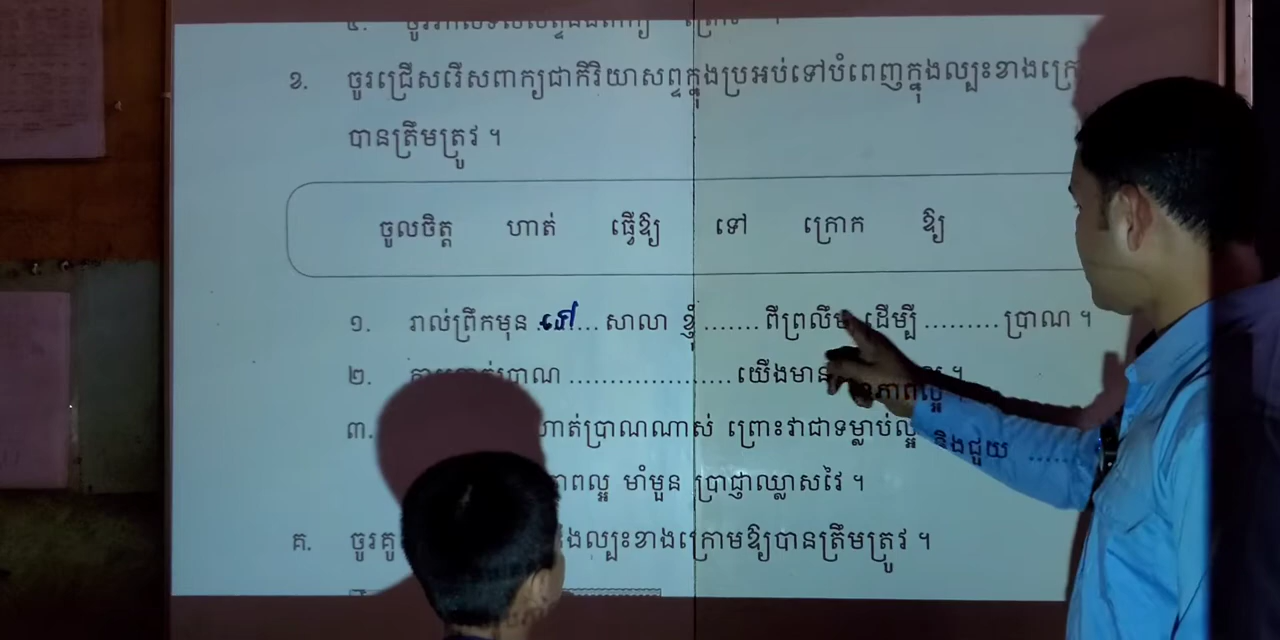 ខ. ចូរជ្រើសរើសពាក្យជាកិរិយាសព្ទក្នុងប្រអប់ទៅបំពេញក្នុងល្បះខាងក្រោ
បានត្រឹមត្រូវ ។
ចូលចិត្ត ហាត់ ធ្វើឱ្យ ទៅ ក្រោក ឱ្យ
១. រាល់ព្រឹកមុន ទៅ... សាលា ខ្ញុំ ....... ពីព្រលឹម ដើម្បី ......... ប្រាណ ។
២. ប្រាណ .................... យើងមាន ភាពល្អ ។
៣. ហាត់ប្រាណណាស់ ព្រោះវាជាទម្លាប់ល្អ និងជួយ ......
ភាពល្អ មាំមួន ប្រាជ្ញាឈ្លាសវៃ ។
គ. ចូរគូ ល្បះខាងក្រោមឱ្យបានត្រឹមត្រូវ ។